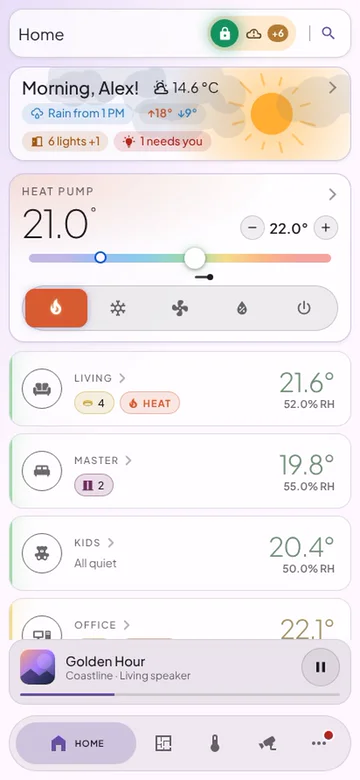 Home
+6
Morning, Alex! 14.6 °C
Rain from 1 PM ↑18° ↓9°
6 lights +1 1 needs you
HEAT PUMP
21.0°
22.0°
LIVING
4 HEAT
21.6°
52.0% RH
MASTER
2
19.8°
55.0% RH
KIDS
All quiet
20.4°
50.0% RH
OFFICE
22.1°
Golden Hour
Coastline · Living speaker
HOME